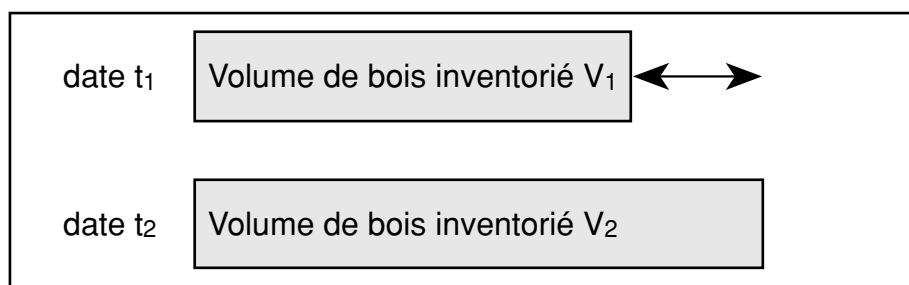 date t₁ Volume de bois inventorié V₁
date t₂ Volume de bois inventorié V₂